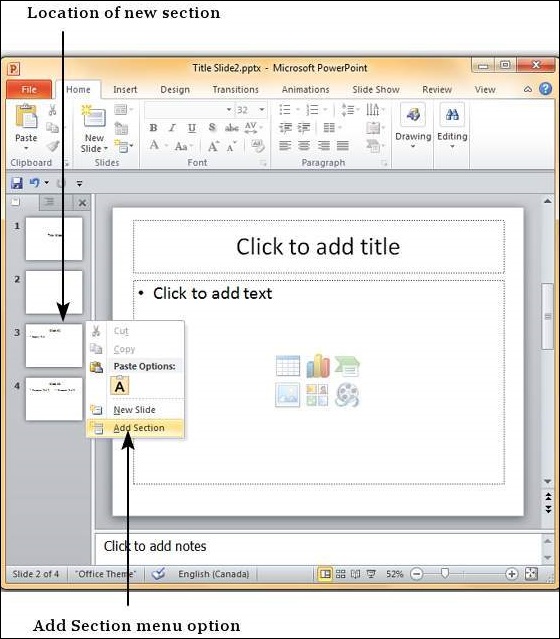 Location of new section
P
Title Slide2.pptx - Microsoft PowerPoint
File Home Insert Design Transitions Animations Slide Show Review View
Paste New Slide 32 Drawing Editing
B I U S abc AV
A Aa A A
Clipboard Slides Font Paragraph
1
2
3
4
Click to add title
• Click to add text
Cut
Copy
Paste Options:
A
New Slide
Add Section
Click to add notes
Slide 2 of 4 "Office Theme" English (Canada) 52%
Add Section menu option